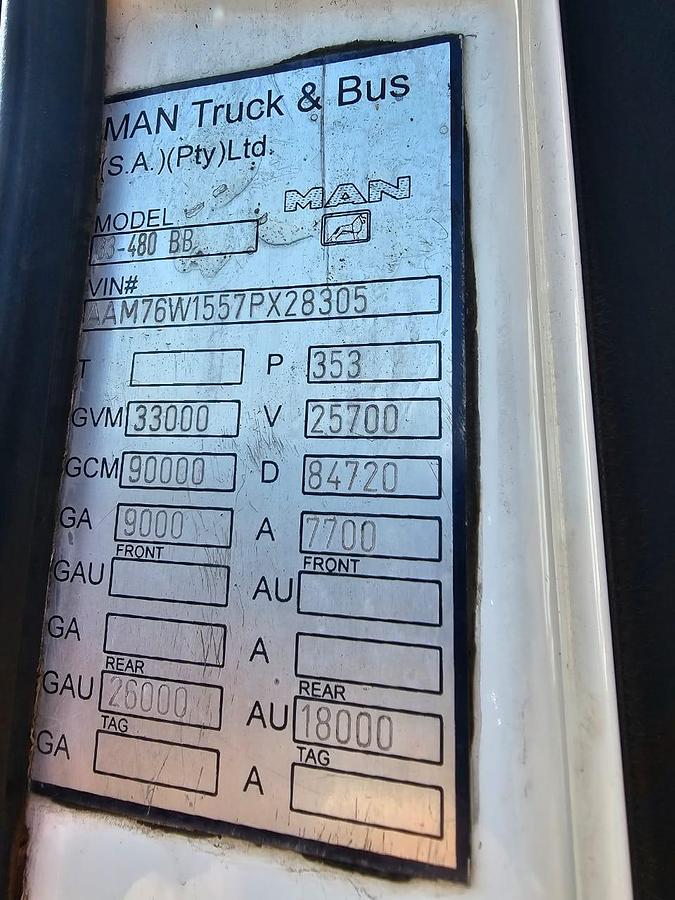 MAN Truck & Bus
(S.A.)(Pty)Ltd.
MAN
MODEL
33-480 BB
VIN#
AAM76W1557PX28305
T P 353
GVM 33000 V 25700
GCM 90000 D 84720
GA 9000 A 7700
FRONT FRONT
GAU AU
GA A
REAR REAR
GAU 26000 AU 18000
TAG TAG
GA A